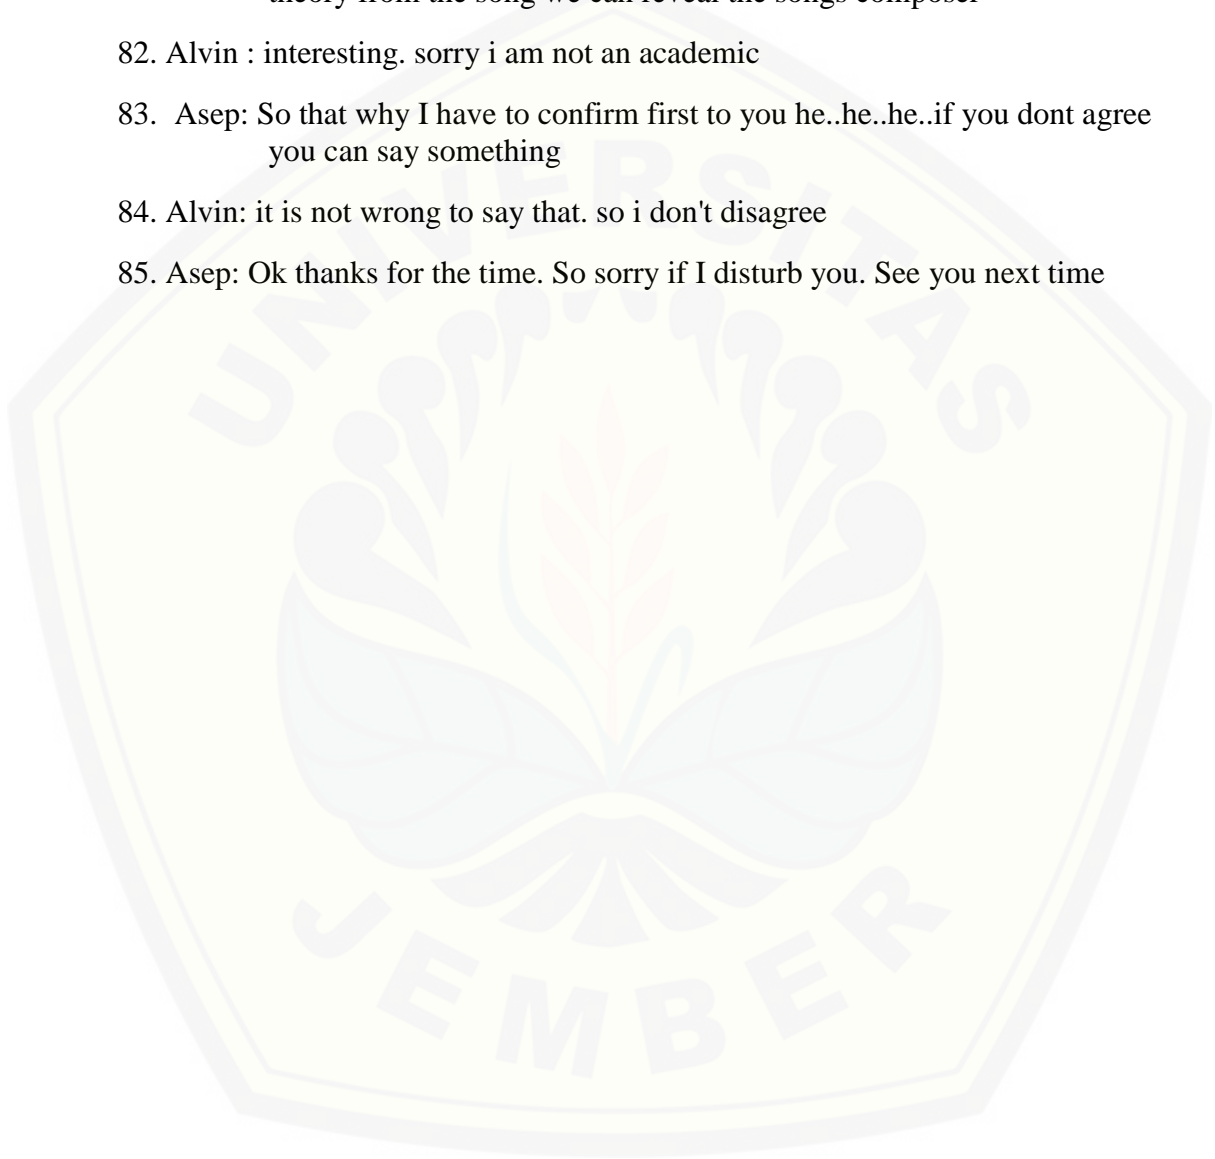 theory from the song we can reveal the songs composer
82. Alvin : interesting. sorry i am not an academic
83. Asep: So that why I have to confirm first to you he..he..he..if you dont agree
you can say something
84. Alvin: it is not wrong to say that. so i don't disagree
85. Asep: Ok thanks for the time. So sorry if I disturb you. See you next time
UNIVERSITAS
JEMBER